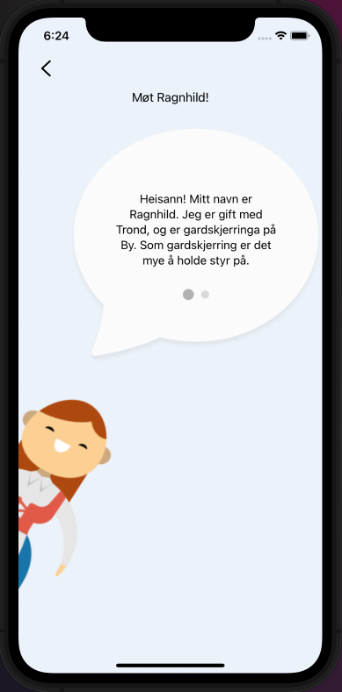 6:24
Møt Ragnhild!
Heisann! Mitt navn er
Ragnhild. Jeg er gift med
Trond, og er gardskjerringa på
By. Som gardskjerring er det
mye å holde styr på.